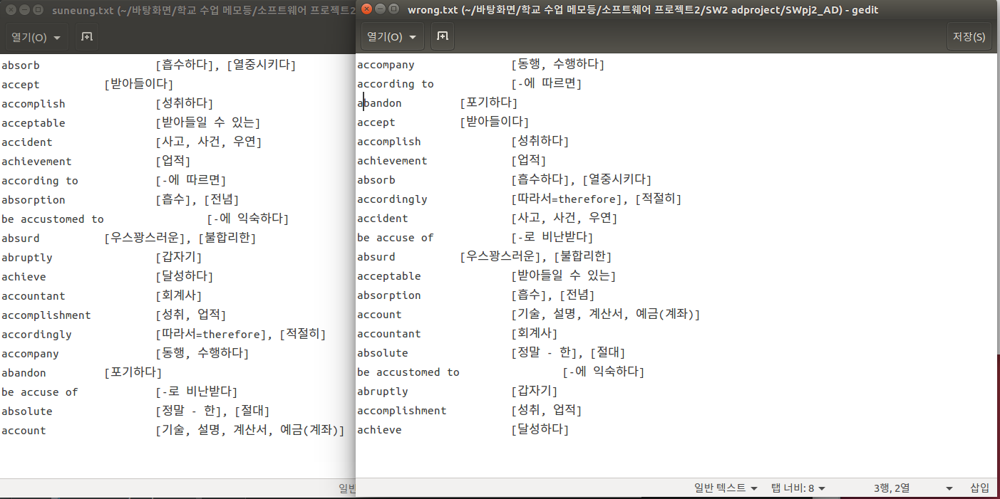 suneung.txt (~/바탕화면/학교 수업 메모등/소프트웨어 프로젝트2
열기(O)
absorb [흡수하다], [열중시키다]
accept [받아들이다]
accomplish [성취하다]
acceptable [받아들일 수 있는]
accident [사고, 사건, 우연]
achievement [업적]
according to [-에 따르면]
absorption [흡수], [전념]
be accustomed to [-에 익숙하다]
absurd [우스꽝스러운], [불합리한]
abruptly [갑자기]
achieve [달성하다]
accountant [회계사]
accomplishment [성취, 업적]
accordingly [따라서=therefore], [적절히]
accompany [동행, 수행하다]
abandon [포기하다]
be accuse of [-로 비난받다]
absolute [정말 - 한], [절대]
account [기술, 설명, 계산서, 예금(계좌)]
일반
wrong.txt (~/바탕화면/학교 수업 메모등/소프트웨어 프로젝트2/SW2 adproject/SWpj2_AD) - gedit
열기(O) 저장(S)
accompany [동행, 수행하다]
according to [-에 따르면]
abandon [포기하다]
accept [받아들이다]
accomplish [성취하다]
achievement [업적]
absorb [흡수하다], [열중시키다]
accordingly [따라서=therefore], [적절히]
accident [사고, 사건, 우연]
be accuse of [-로 비난받다]
absurd [우스꽝스러운], [불합리한]
acceptable [받아들일 수 있는]
absorption [흡수], [전념]
account [기술, 설명, 계산서, 예금(계좌)]
accountant [회계사]
absolute [정말 - 한], [절대]
be accustomed to [-에 익숙하다]
abruptly [갑자기]
accomplishment [성취, 업적]
achieve [달성하다]
일반 텍스트 탭 너비: 8 3행, 2열 삽입